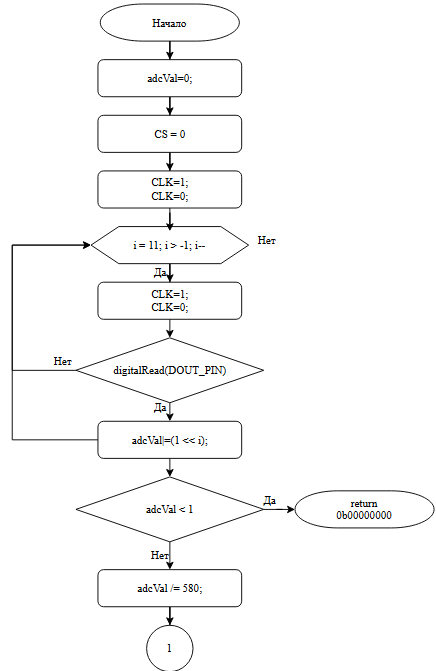 Начало
adcVal=0;
CS = 0
CLK=1;
CLK=0;
i = 11; i > -1; i--
Нет
Да
CLK=1;
CLK=0;
Нет
digitalRead(DOUT_PIN)
Да
adcVal|=(1 << i);
adcVal < 1
Да
return
0b00000000
Нет
adcVal /= 580;
1